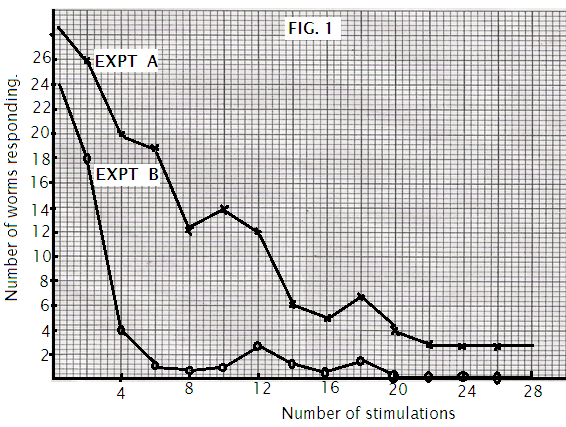 FIG. 1
EXPT A
EXPT B
Number of worms responding.
26
24
22
20
18
16
14
12
10
8
6
4
2
4 8 12 16 20 24 28
Number of stimulations